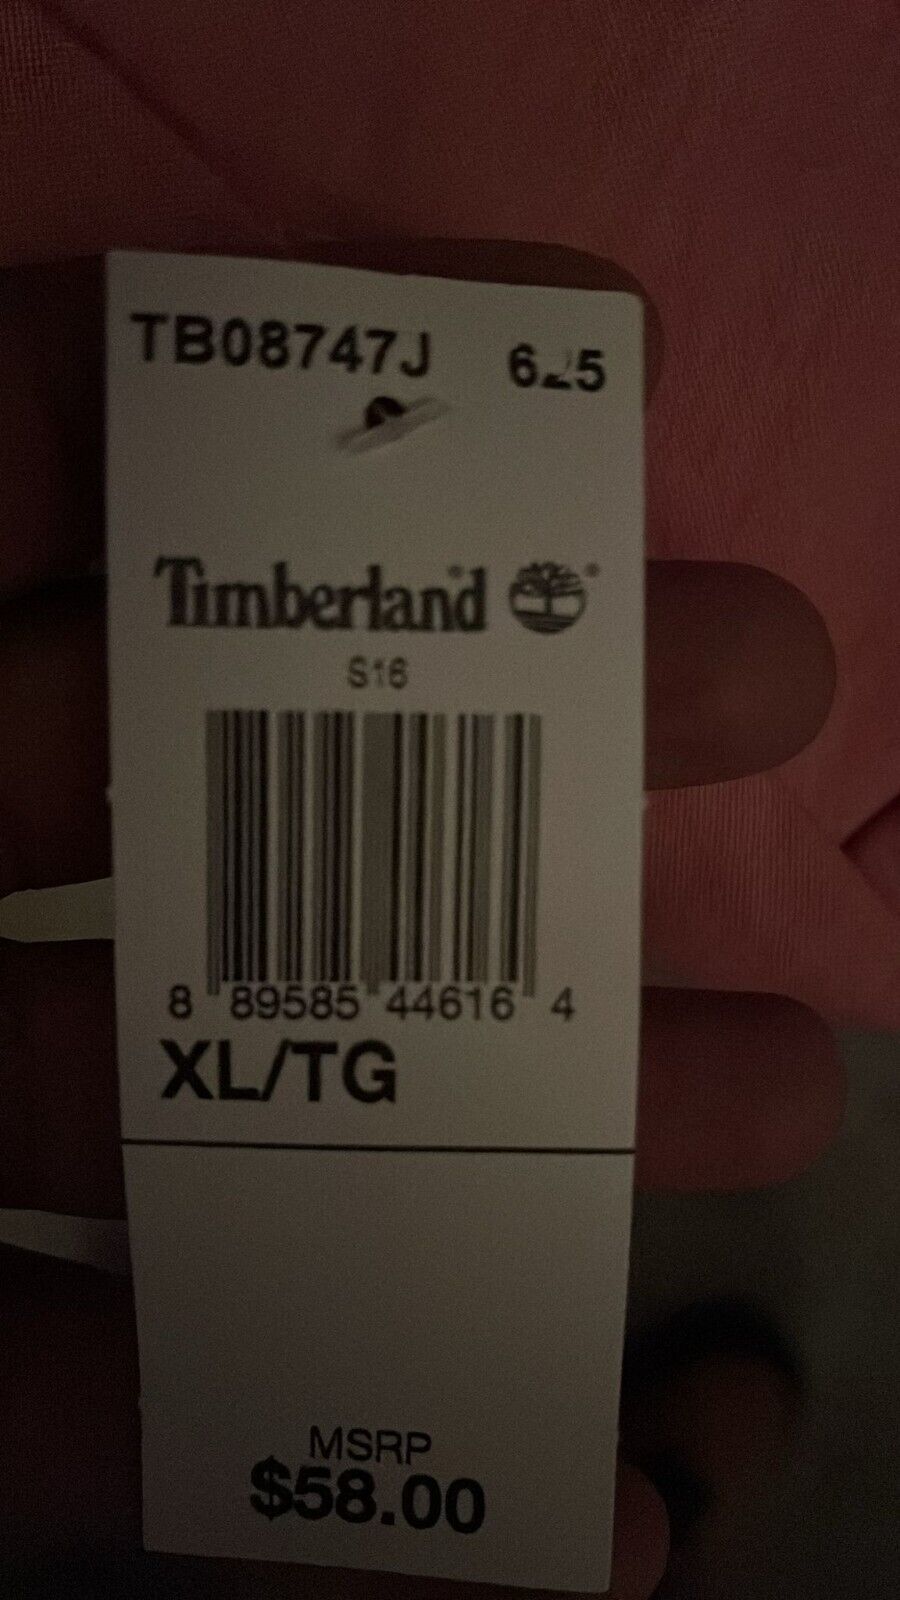 TB08747J 625
Timberland®
S16
8 89585 44616 4
XL/TG
MSRP
$58.00